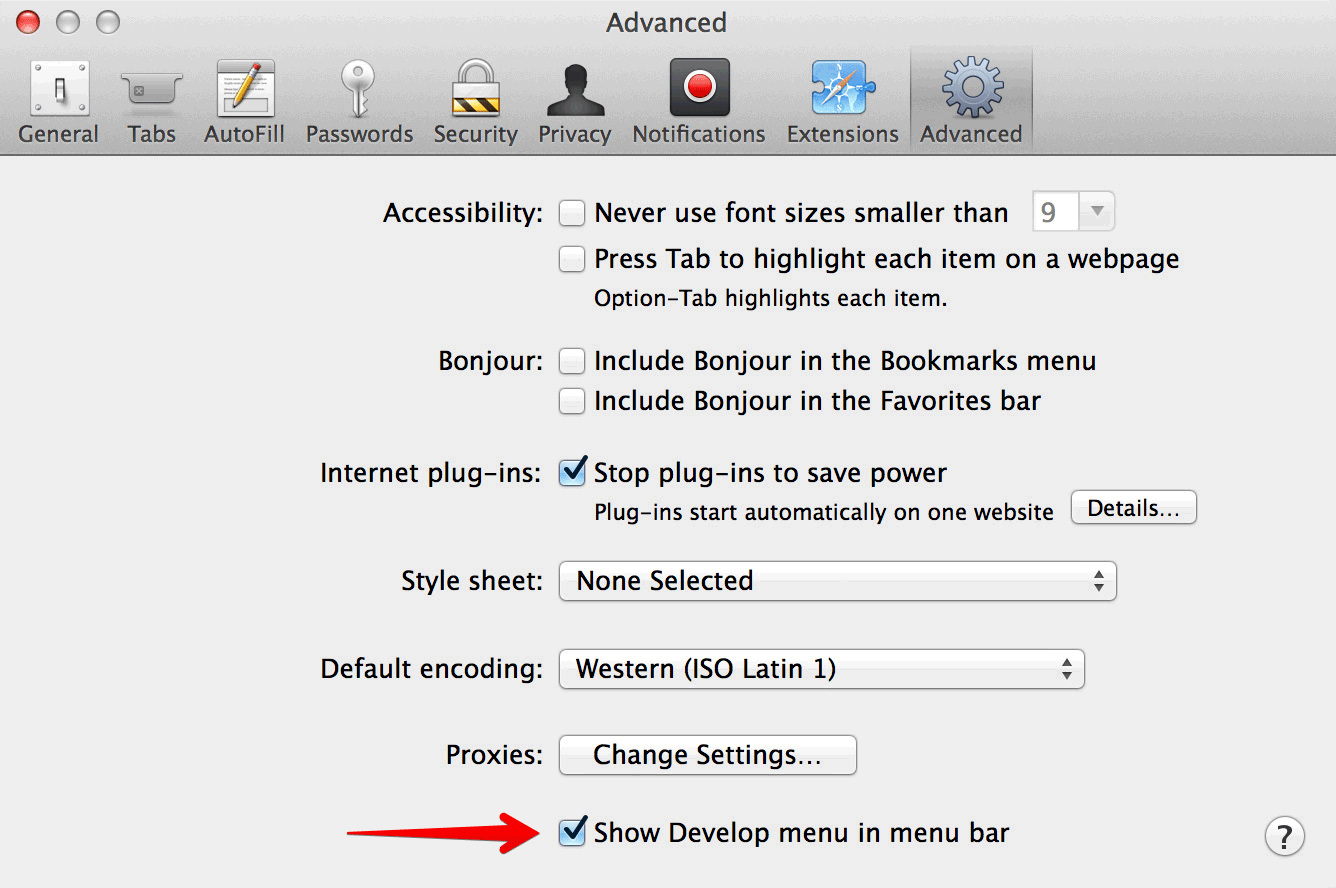 Advanced
General Tabs AutoFill Passwords Security Privacy Notifications Extensions Advanced
Accessibility: Never use font sizes smaller than 9
Press Tab to highlight each item on a webpage
Option-Tab highlights each item.
Bonjour: Include Bonjour in the Bookmarks menu
Include Bonjour in the Favorites bar
Internet plug-ins: Stop plug-ins to save power
Plug-ins start automatically on one website Details...
Style sheet: None Selected
Default encoding: Western (ISO Latin 1)
Proxies: Change Settings...
Show Develop menu in menu bar ?